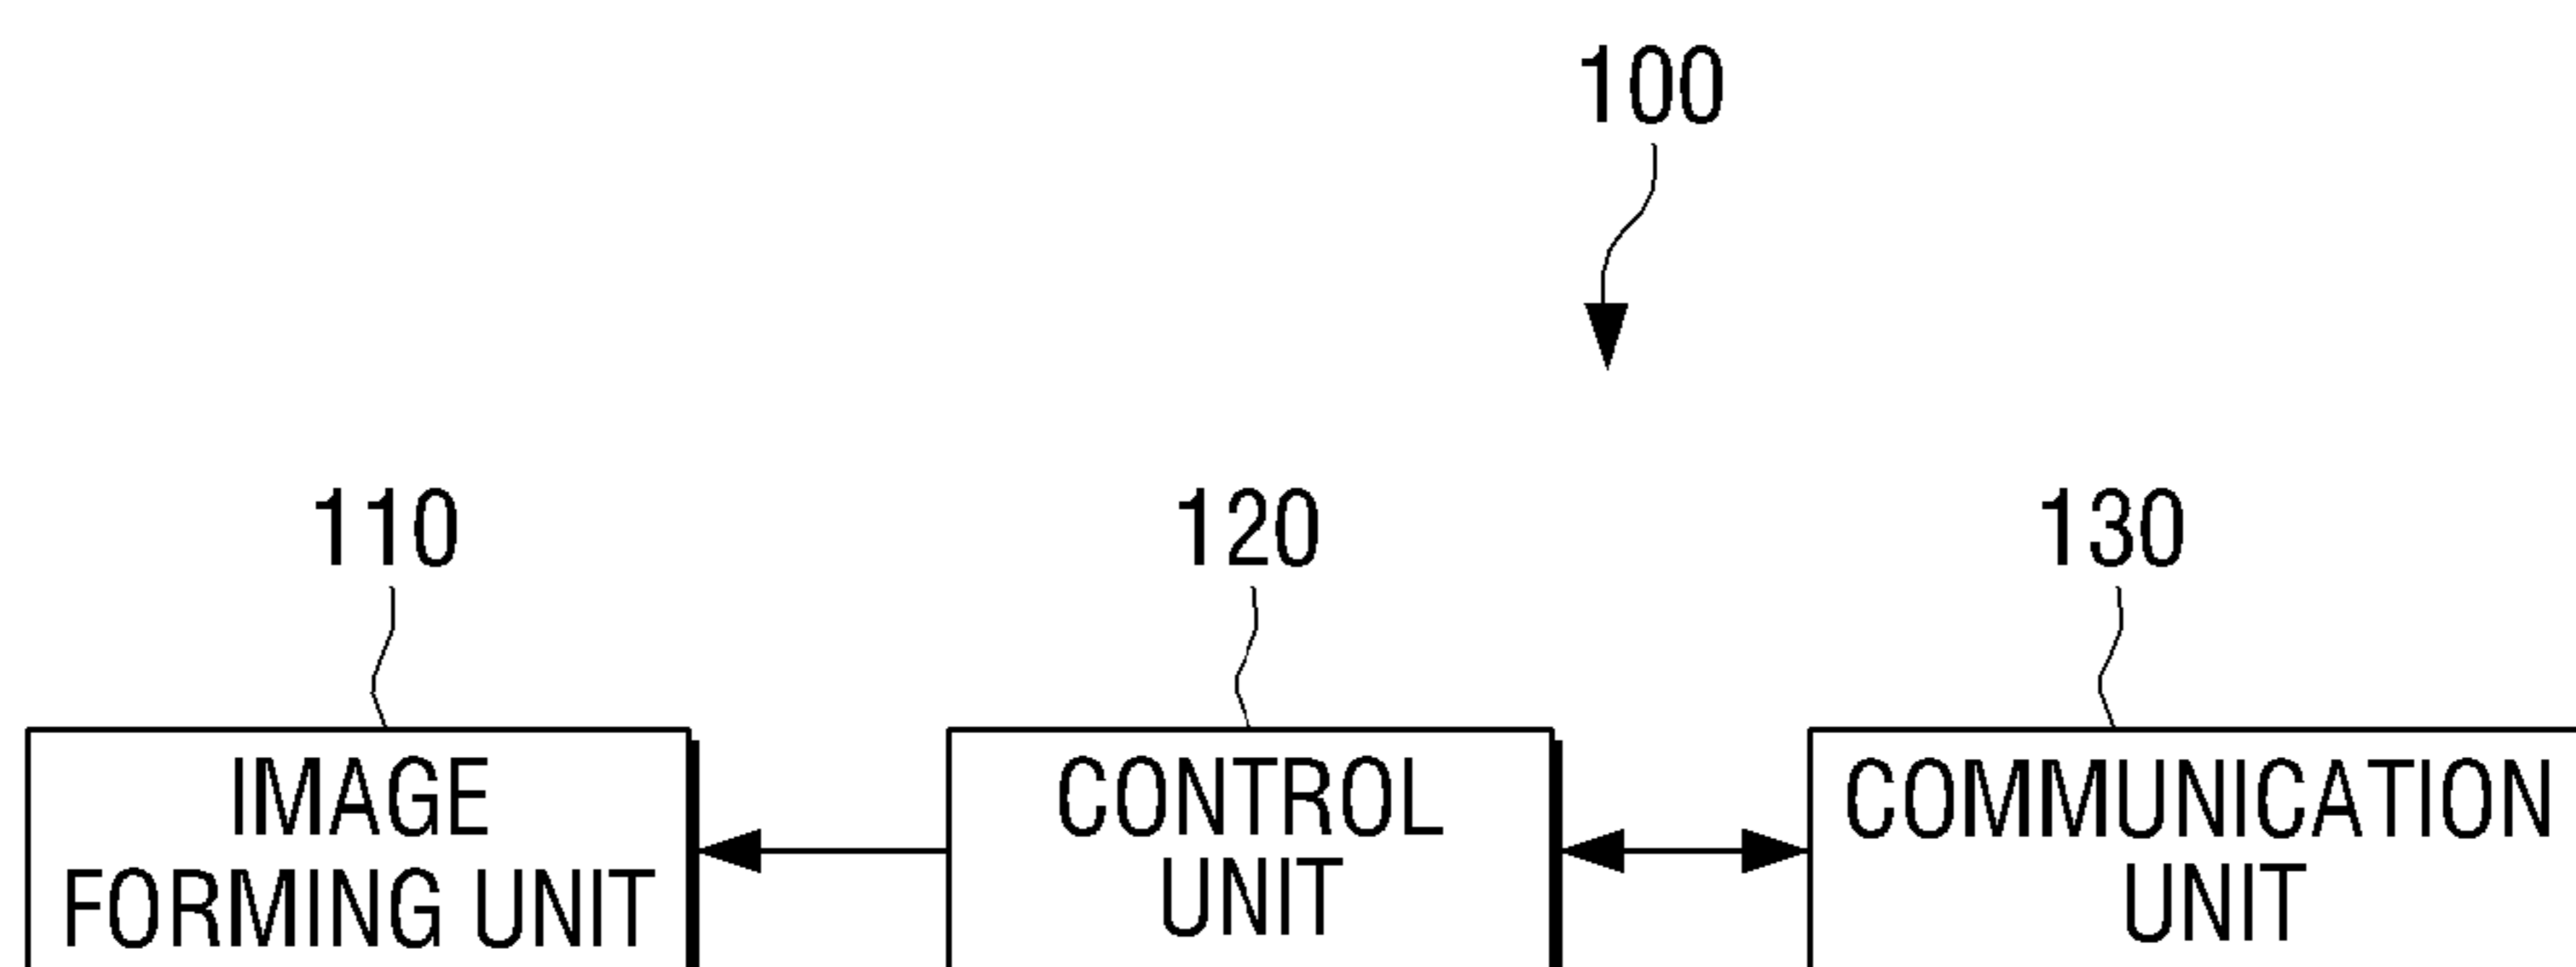 100
110
120
130
IMAGE
FORMING UNIT
CONTROL
UNIT
COMMUNICATION
UNIT